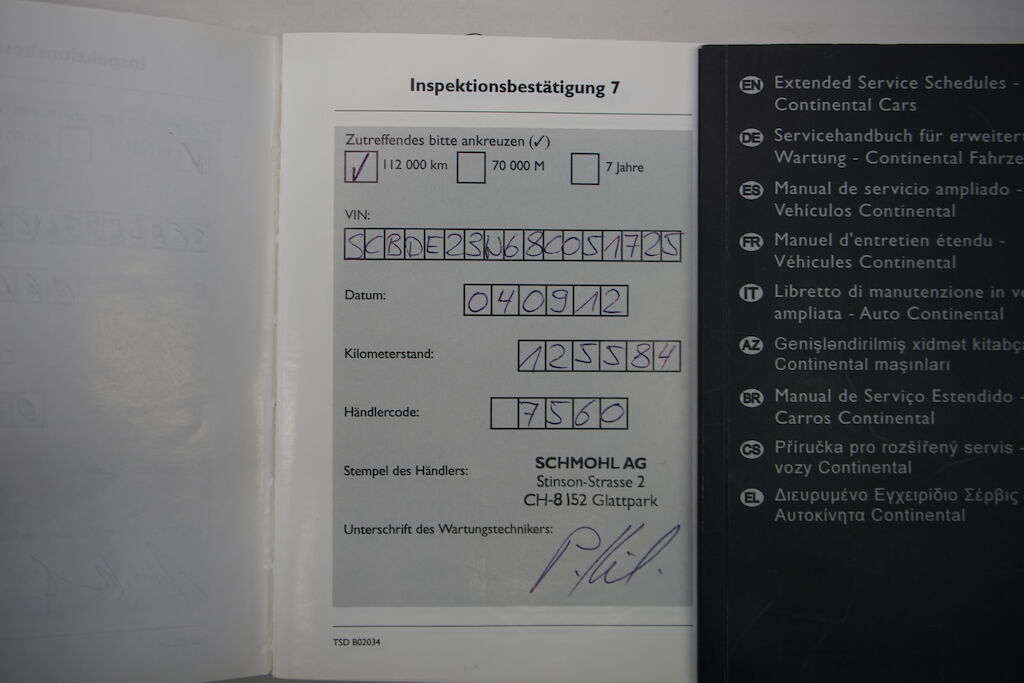 Inspektionsbestätigung 7
Zutreffendes bitte ankreuzen (✓)
✓ 112 000 km 70 000 M 7 Jahre
VIN:
SCBDE23W68C051725
Datum: 040912
Kilometerstand: 125584
Händlercode: 7560
Stempel des Händlers:
SCHMOHL AG
Stinson-Strasse 2
CH-8152 Glattpark
Unterschrift des Wartungstechnikers:
TSD B02034
EN Extended Service Schedules -
Continental Cars
DE Servicehandbuch für erweiter
Wartung - Continental Fahrze
ES Manual de servicio ampliado -
Vehículos Continental
FR Manuel d'entretien étendu -
Véhicules Continental
IT Libretto di manutenzione in ve
ampliata - Auto Continental
AZ Genişləndirilmiş xidmət kitabça
Continental maşınları
BR Manual de Serviço Estendido -
Carros Continental
CS Příručka pro rozšířený servis -
vozy Continental
EL Διευρυμένο Εγχειρίδιο Σέρβις
Αυτοκίνητα Continental